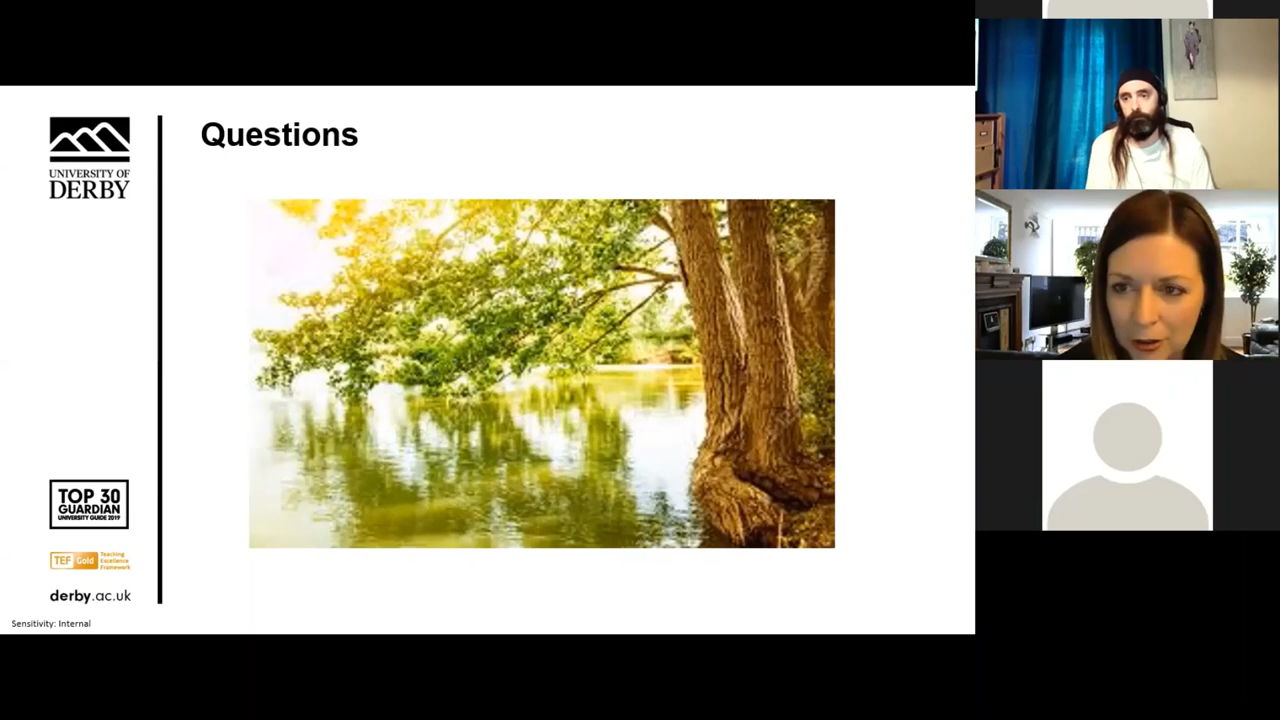 Questions
UNIVERSITY OF
DERBY
TOP 30
GUARDIAN
UNIVERSITY GUIDE 2019
TEF Gold
Teaching
Excellence
Framework
derby.ac.uk
Sensitivity: Internal